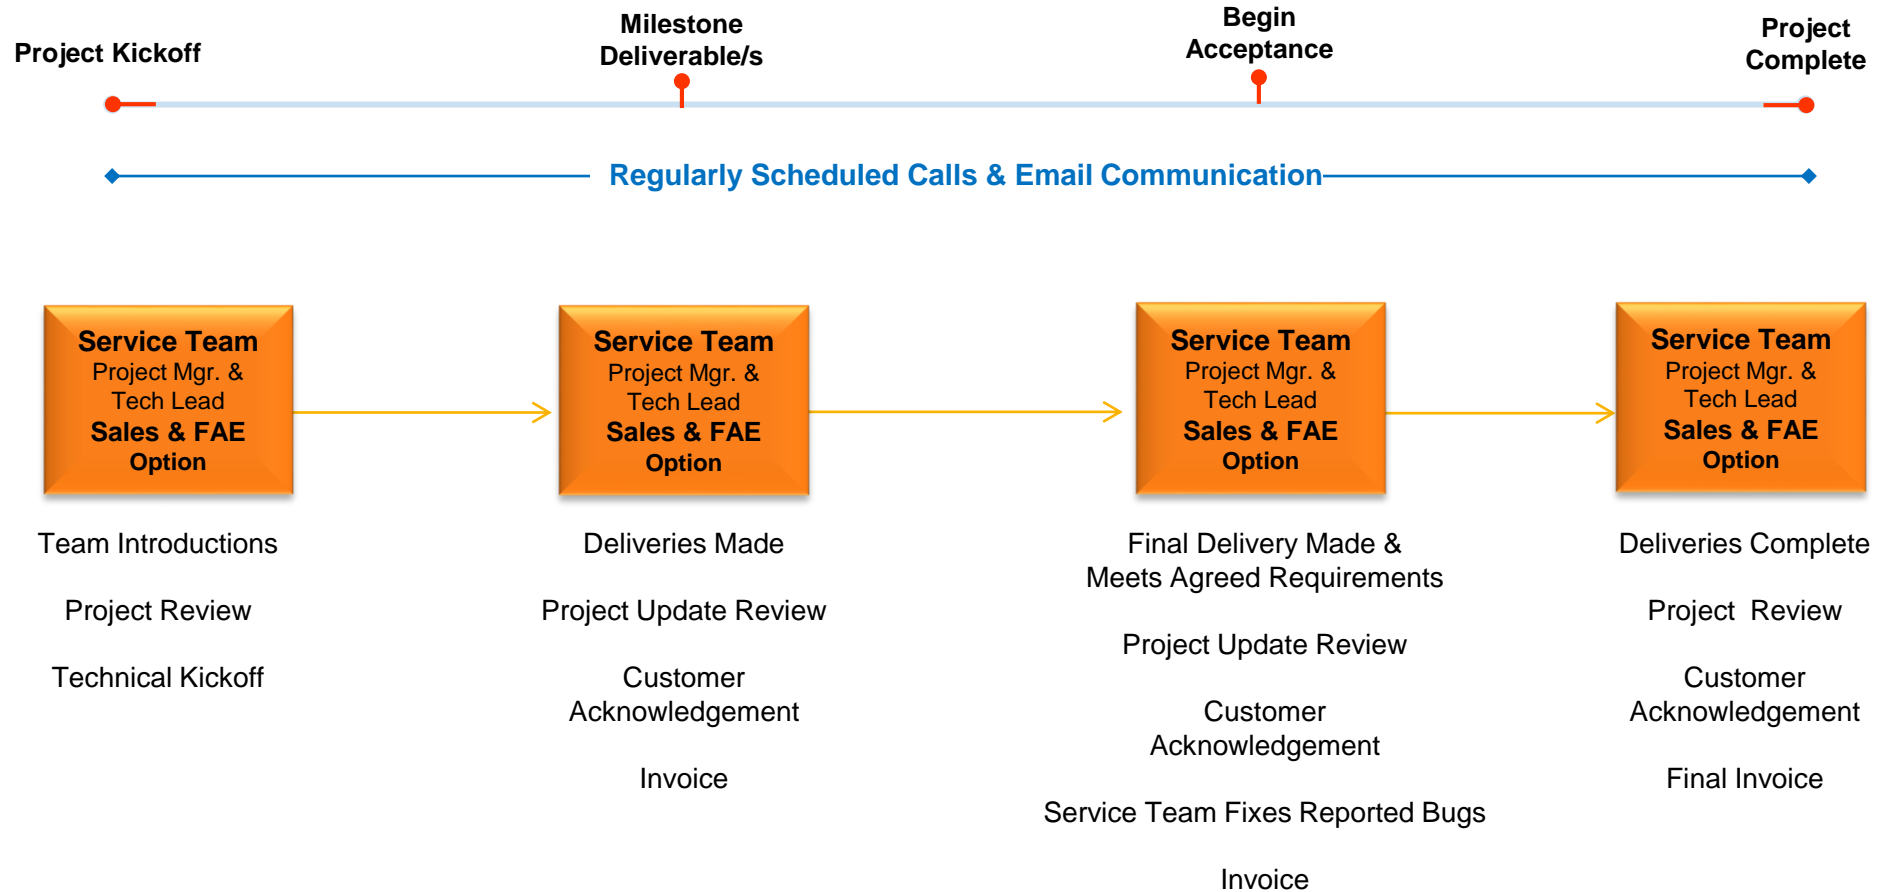 Project Kickoff
Milestone
Deliverable/s
Begin
Acceptance
Project
Complete
Regularly Scheduled Calls & Email Communication
Service Team
Project Mgr. &
Tech Lead
Sales & FAE
Option
Service Team
Project Mgr. &
Tech Lead
Sales & FAE
Option
Service Team
Project Mgr. &
Tech Lead
Sales & FAE
Option
Service Team
Project Mgr. &
Tech Lead
Sales & FAE
Option
Team Introductions
Project Review
Technical Kickoff
Deliveries Made
Project Update Review
Customer
Acknowledgement
Invoice
Final Delivery Made &
Meets Agreed Requirements
Project Update Review
Customer
Acknowledgement
Service Team Fixes Reported Bugs
Invoice
Deliveries Complete
Project  Review
Customer
Acknowledgement
Final Invoice